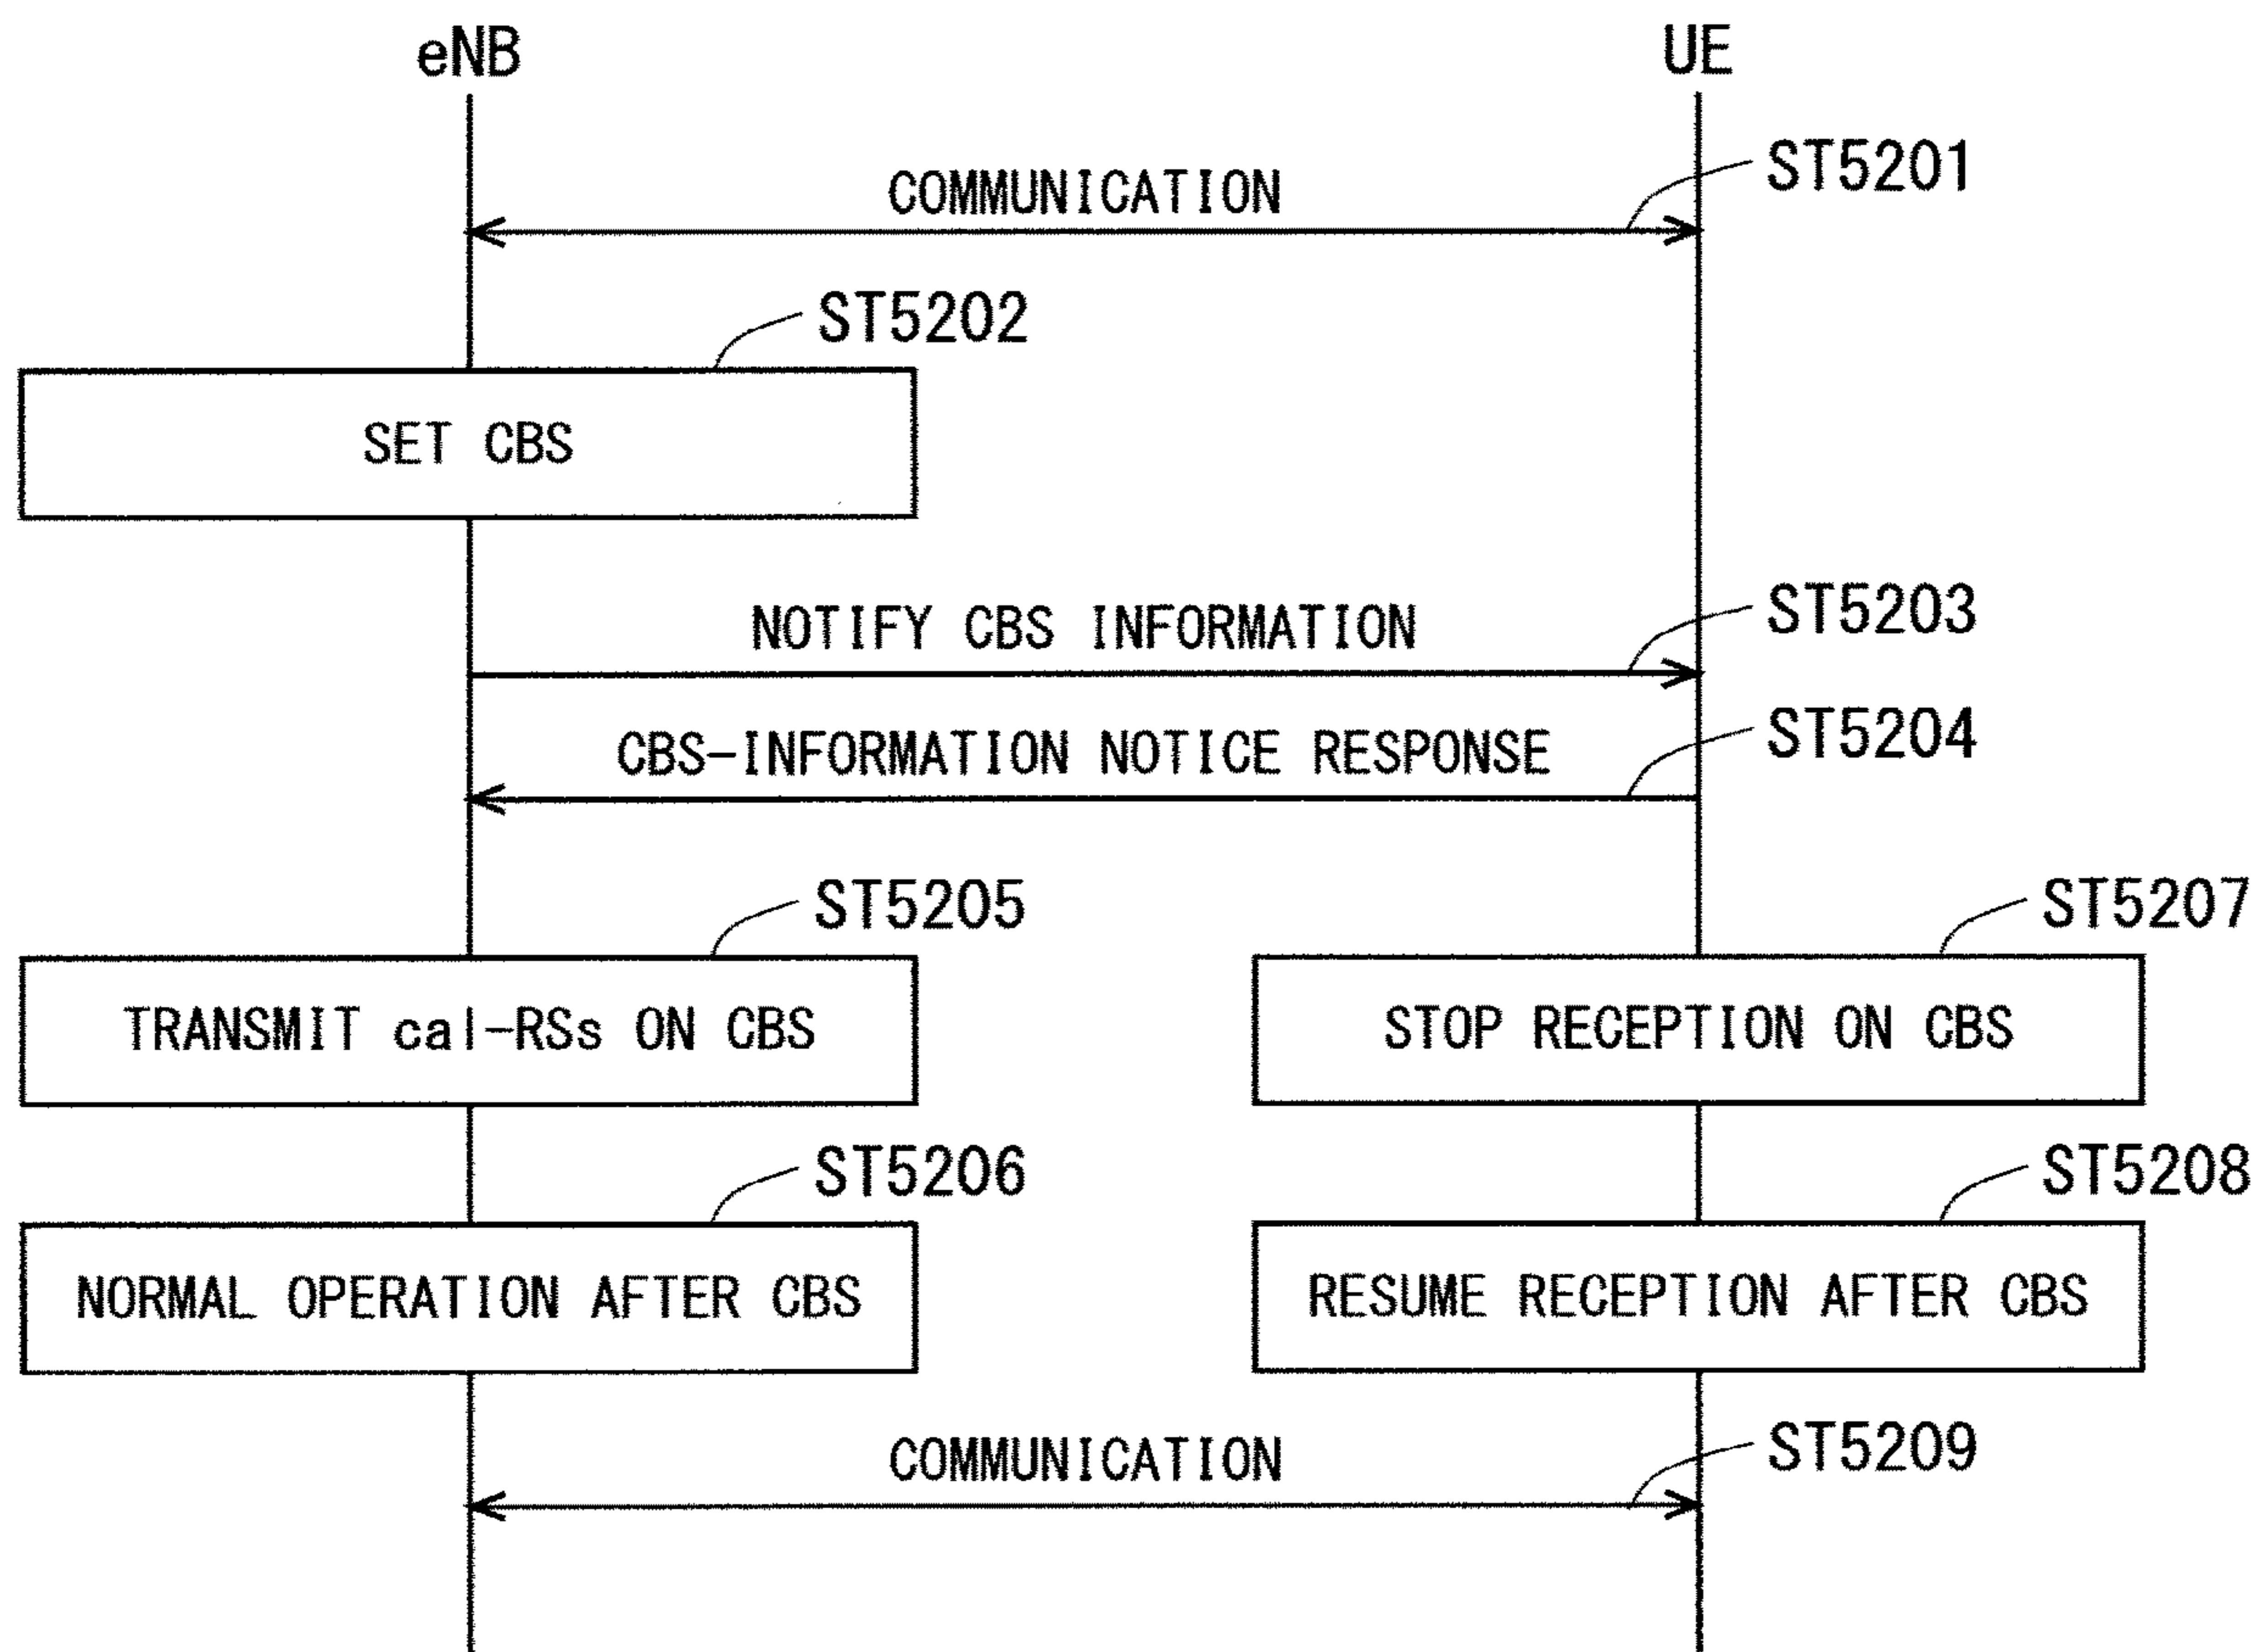 eNB
UE
COMMUNICATION
ST5201
ST5202
SET CBS
NOTIFY CBS INFORMATION
ST5203
CBS-INFORMATION NOTICE RESPONSE
ST5204
ST5205
ST5207
TRANSMIT cal-RSs ON CBS
STOP RECEPTION ON CBS
ST5206
ST5208
NORMAL OPERATION AFTER CBS
RESUME RECEPTION AFTER CBS
COMMUNICATION
ST5209